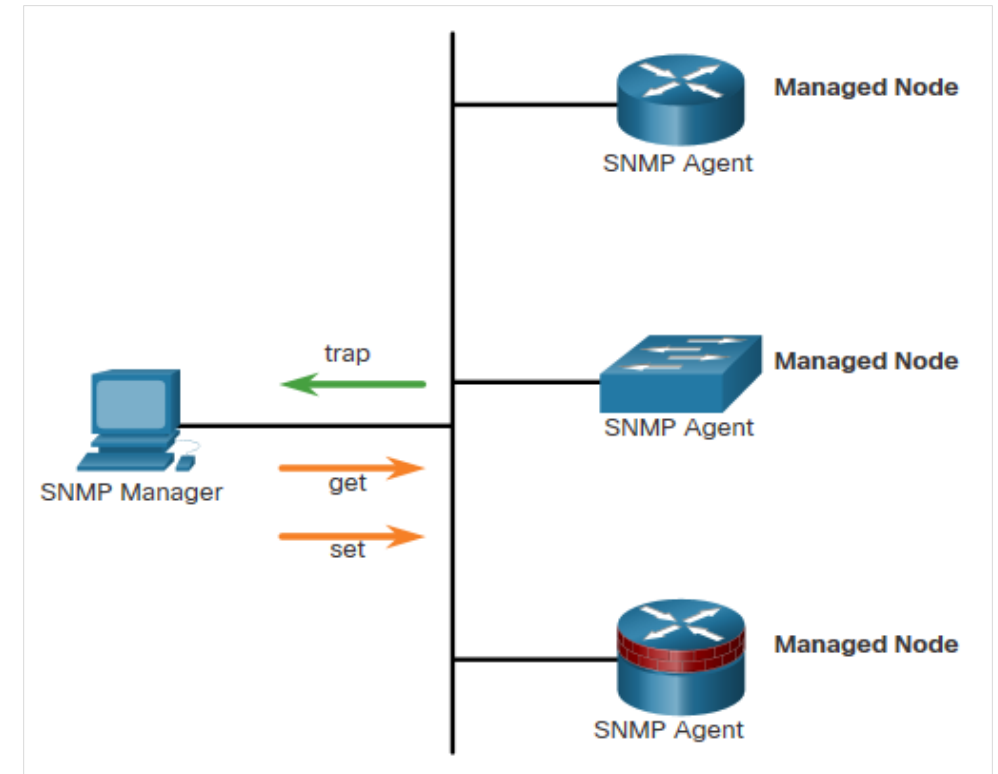 Managed Node
SNMP Agent
trap
Managed Node
SNMP Agent
get
SNMP Manager
set
Managed Node
SNMP Agent